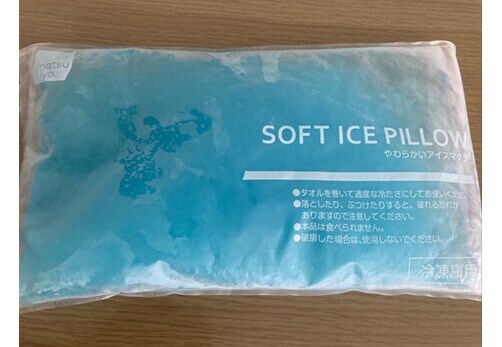 matsu
uya
SOFT ICE PILLOW
やわらかいアイスマクラ
●タオルを巻いて適度な冷たさにしてお使いください。
●落としたり、ぶつけたりすると、破れる恐れが
ありますので注意してください。
●本品は食べられません。
●破損した場合は、使用しないでください。
冷凍庫用